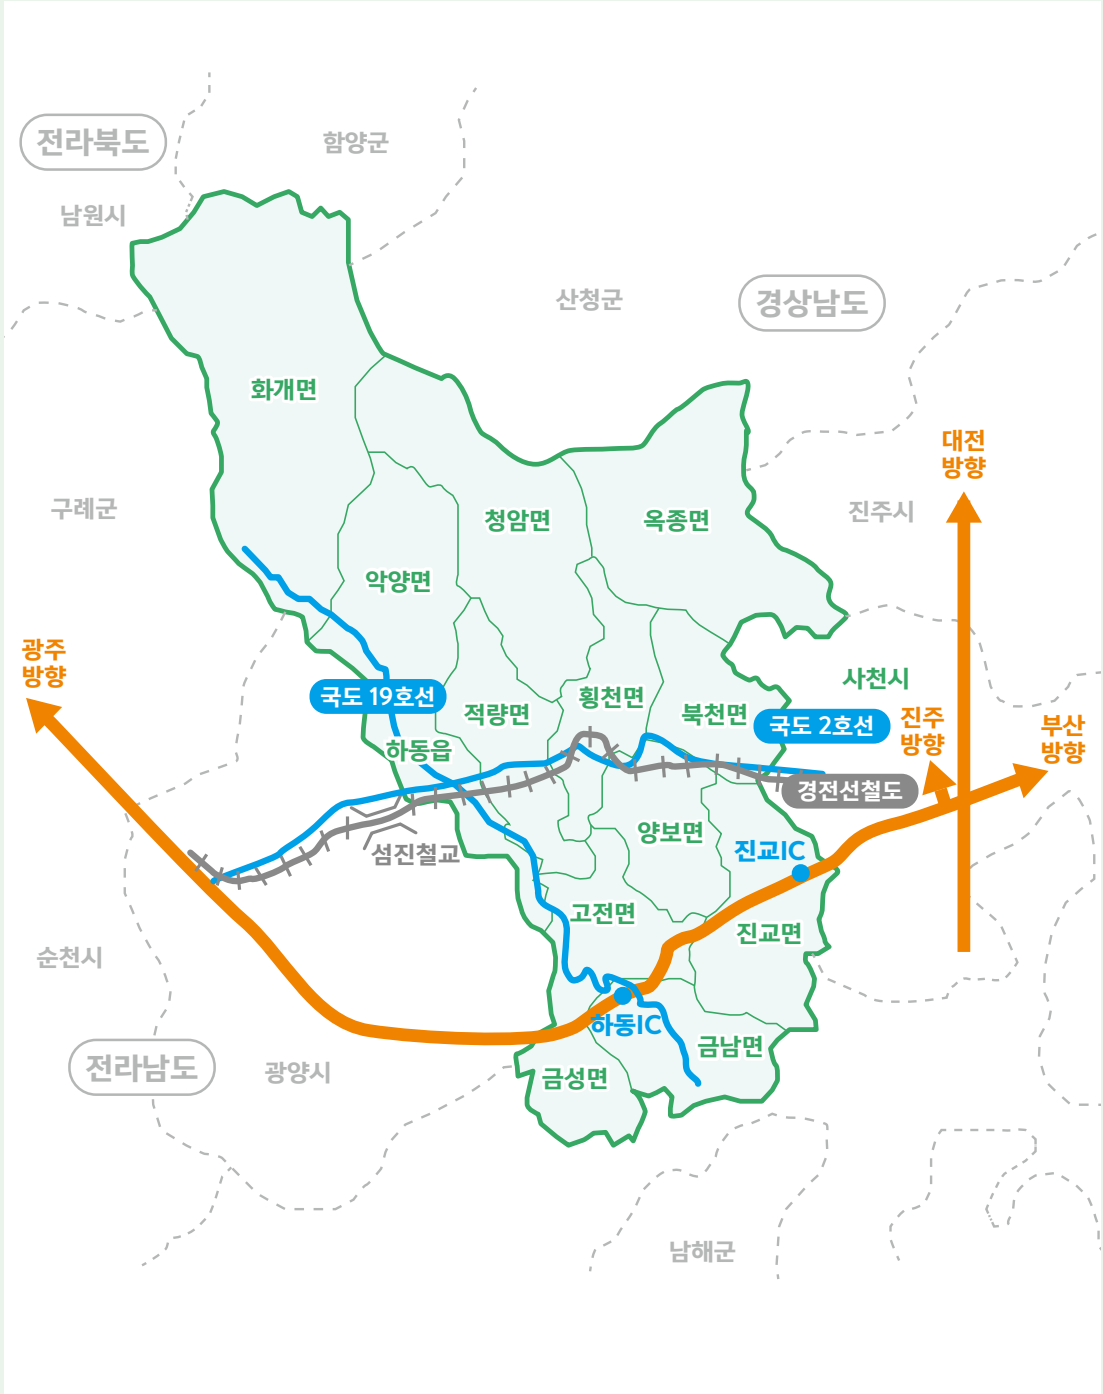 전라북도
함양군
남원시
산청군
경상남도
화개면
대전
방향
구례군
청암면
옥종면
진주시
악양면
광주
방향
사천시
국도 19호선
횡천면
적량면
북천면
국도 2호선
진주
방향
부산
방향
하동읍
경전선철도
양보면
섬진철교
진교IC
고전면
진교면
순천시
하동IC
금남면
전라남도
광양시
금성면
남해군